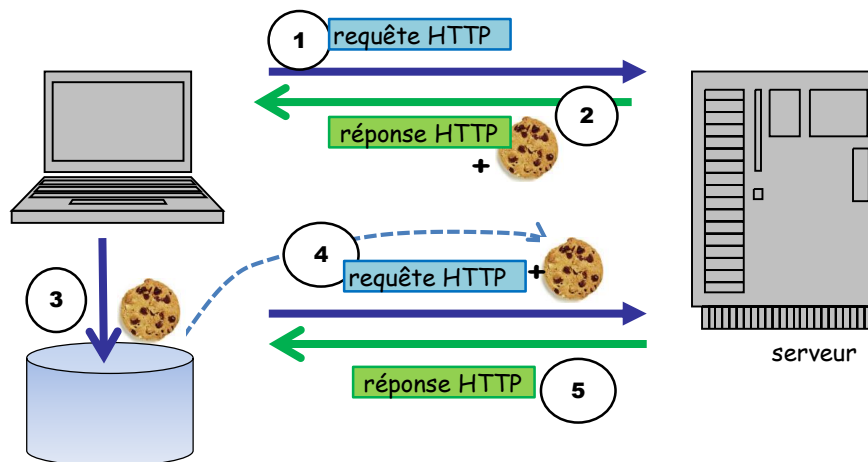 1 requête HTTP
2
réponse HTTP
+
4
requête HTTP +
3
serveur
réponse HTTP 5